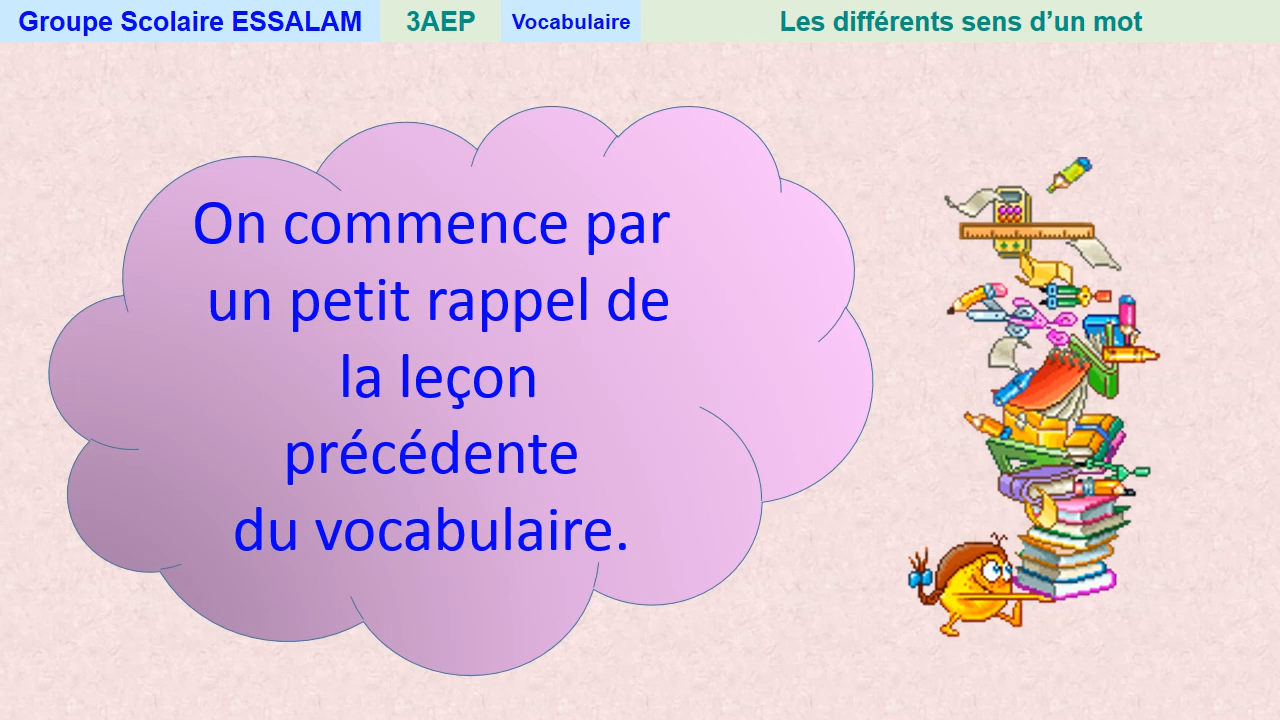 Groupe Scolaire ESSALAM 3AEP Vocabulaire Les différents sens d’un mot
On commence par
un petit rappel de
la leçon
précédente
du vocabulaire.